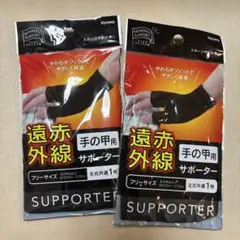 Kyowa
やわらかフィットで
やさしく保温
遠赤
外線
手の甲用
サポーター
フリーサイズ
左右共通1枚
SUPPORTER
Kyowa
やわらかフィットで
やさしく保温
遠赤
外線
手の甲用
サポーター
フリーサイズ
左右共通1枚
SUPPORTER